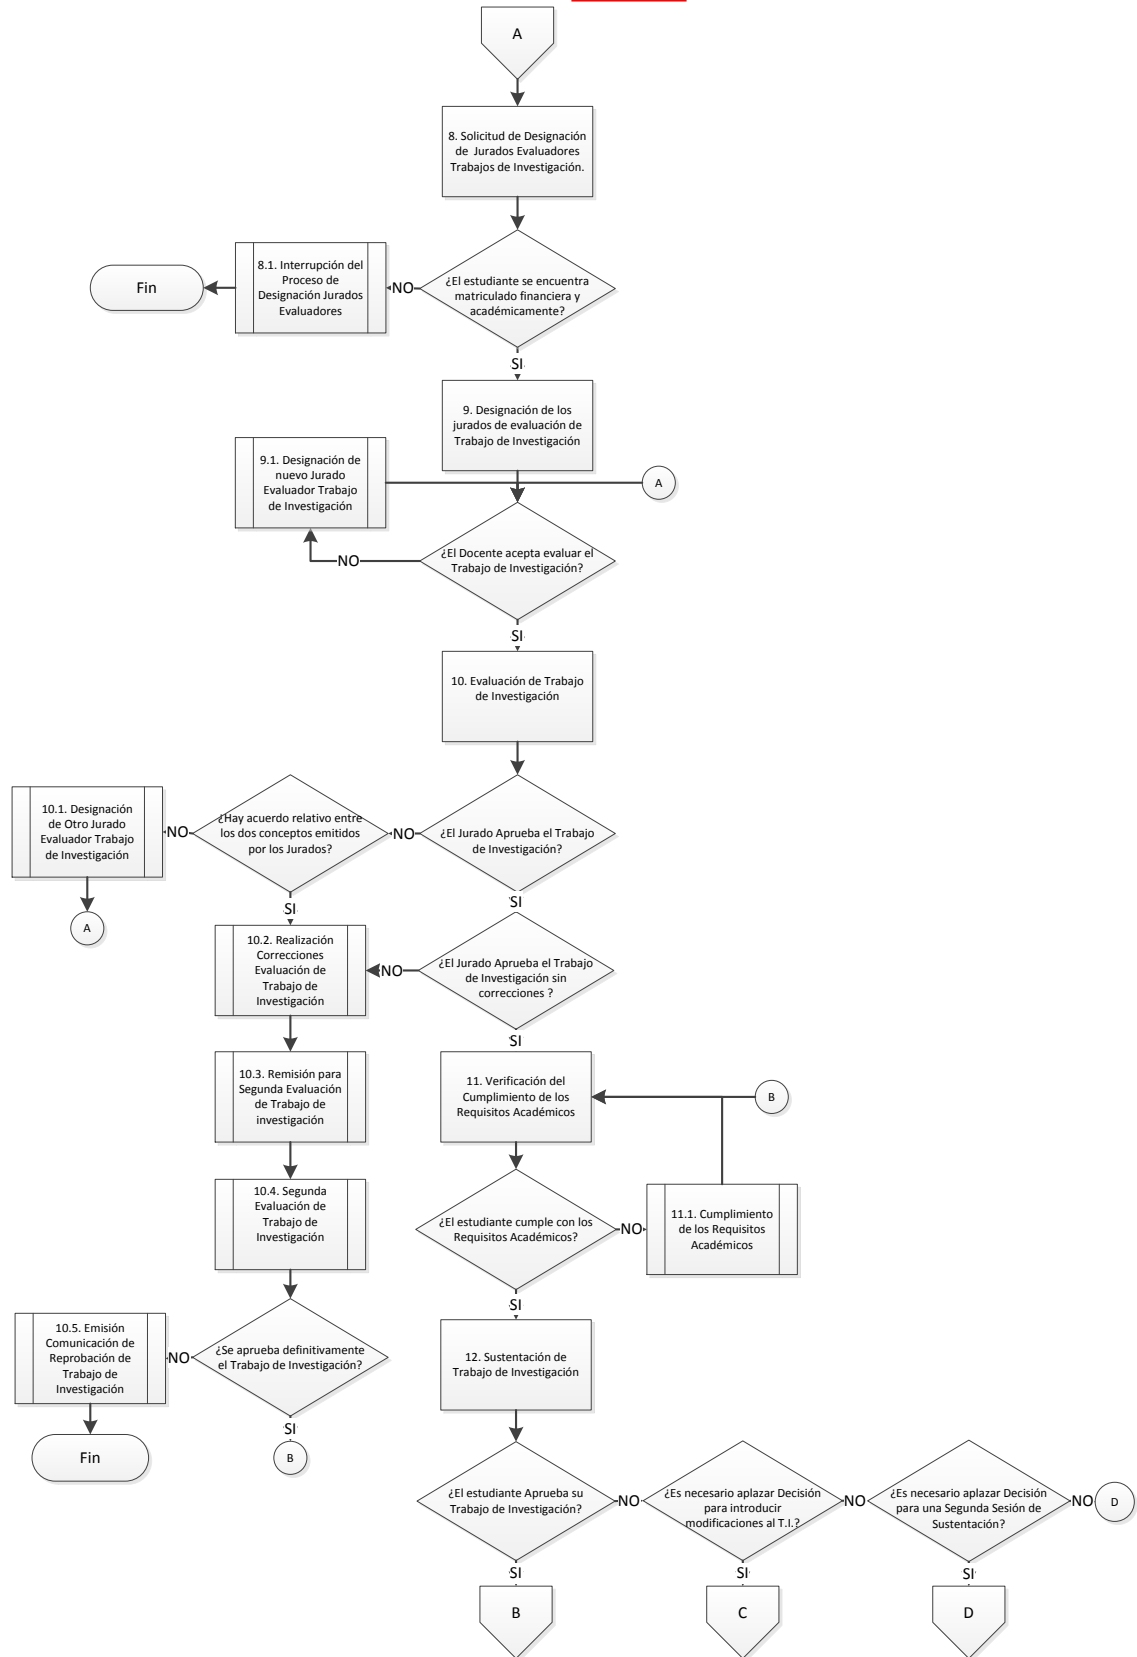 A
8. Solicitud de Designación
de Jurados Evaluadores
Trabajos de Investigación.
¿El estudiante se encuentra
matriculado financiera y
académicamente?
NO
8.1. Interrupción del
Proceso de
Designación Jurados
Evaluadores
Fin
SI
9. Designación de los
jurados de evaluación de
Trabajo de Investigación
9.1. Designación de
nuevo Jurado
Evaluador Trabajo
de Investigación
A
¿El Docente acepta evaluar el
Trabajo de Investigación?
NO
SI
10. Evaluación de Trabajo
de Investigación
¿El Jurado Aprueba el Trabajo
de Investigación?
NO
¿Hay acuerdo relativo entre
los dos conceptos emitidos
por los Jurados?
NO
10.1. Designación
de Otro Jurado
Evaluador Trabajo
de Investigación
A
SI
SI
10.2. Realización
Correcciones
Evaluación de
Trabajo de
Investigación
NO
¿El Jurado Aprueba el Trabajo
de Investigación sin
correcciones ?
SI
10.3. Remisión para
Segunda Evaluación
de Trabajo de
investigación
11. Verificación del
Cumplimiento de los
Requisitos Académicos
B
10.4. Segunda
Evaluación de
Trabajo de
Investigación
¿El estudiante cumple con los
Requisitos Académicos?
NO
11.1. Cumplimiento
de los Requisitos
Académicos
SI
10.5. Emisión
Comunicación de
Reprobación de
Trabajo de
Investigación
NO
¿Se aprueba definitivamente
el Trabajo de Investigación?
12. Sustentación de
Trabajo de Investigación
SI
Fin
B
¿El estudiante Aprueba su
Trabajo de Investigación?
NO
¿Es necesario aplazar Decisión
para introducir
modificaciones al T.I.?
NO
¿Es necesario aplazar Decisión
para una Segunda Sesión de
Sustentación?
NO
D
SI
SI
SI
B
C
D